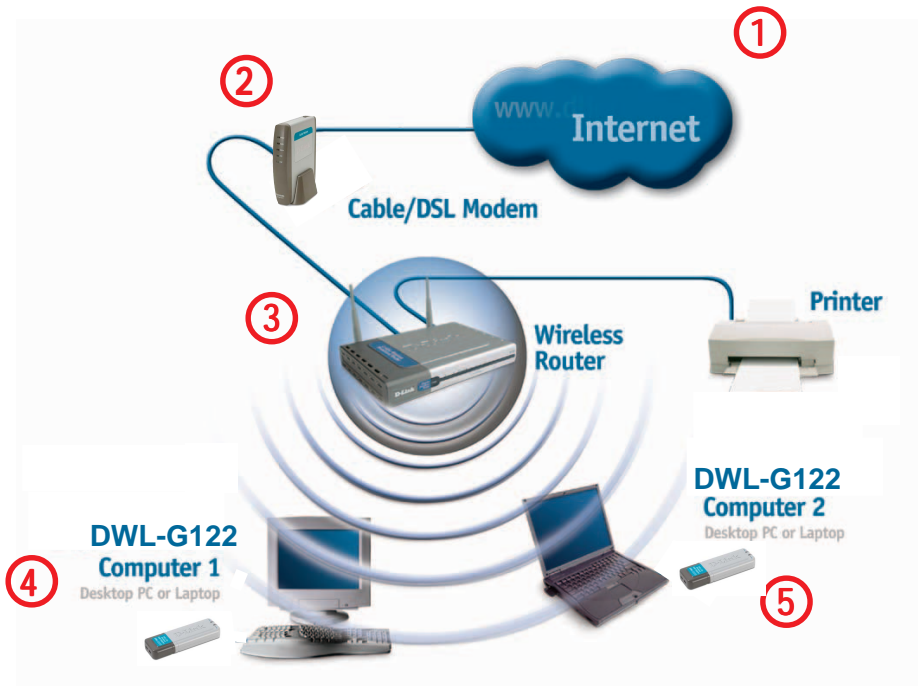 1
2
www.d
Internet
Cable/DSL Modem
3
Printer
Wireless
Router
D-Link
DWL-G122
Computer 2
Desktop PC or Laptop
DWL-G122
Computer 1
Desktop PC or Laptop
4
5